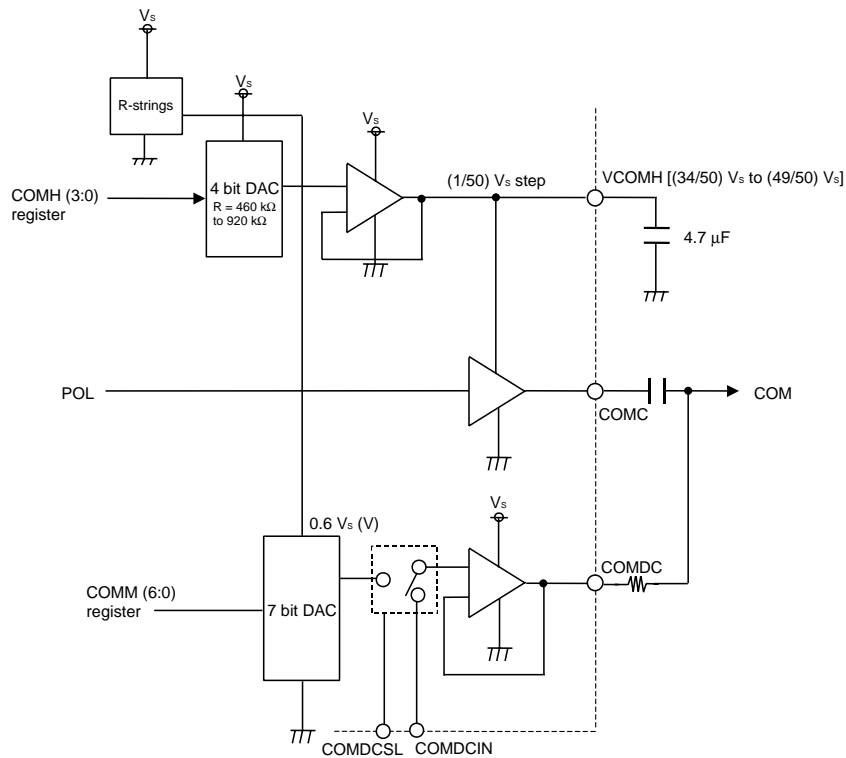 Vs
R-strings
Vs
Vs
COMH (3:0)
register
4 bit DAC
R = 460 kΩ
to 920 kΩ
(1/50) Vs step
VCOMH [(34/50) Vs to (49/50) Vs]
4.7 μF
POL
COMC
COM
Vs
0.6 Vs (V)
COMDC
COMM (6:0)
register
7 bit DAC
COMDCSL
COMDCIN